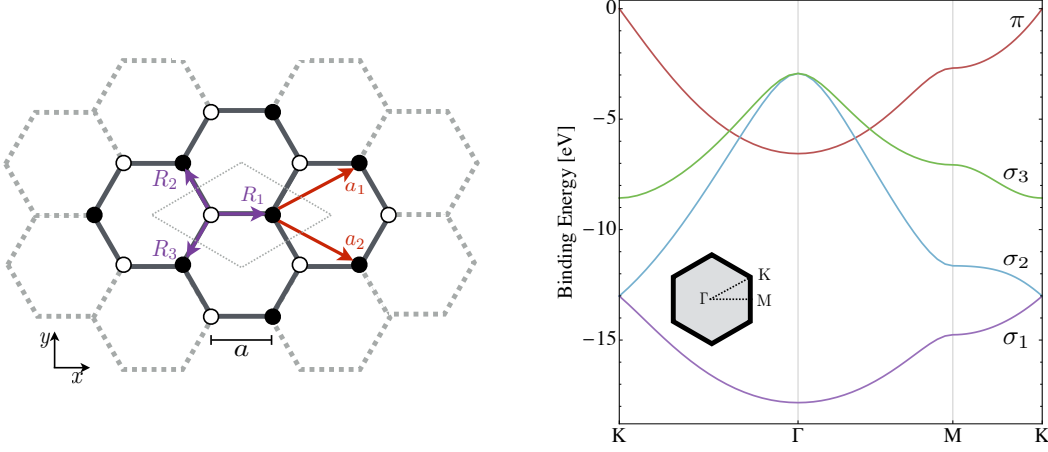 R₂
R₁
a₁
R₃
a₂
y
x
a
Binding Energy [eV]
0
−5
−10
−15
π
σ₃
σ₂
σ₁
K
Γ
M
K
Γ
M
K